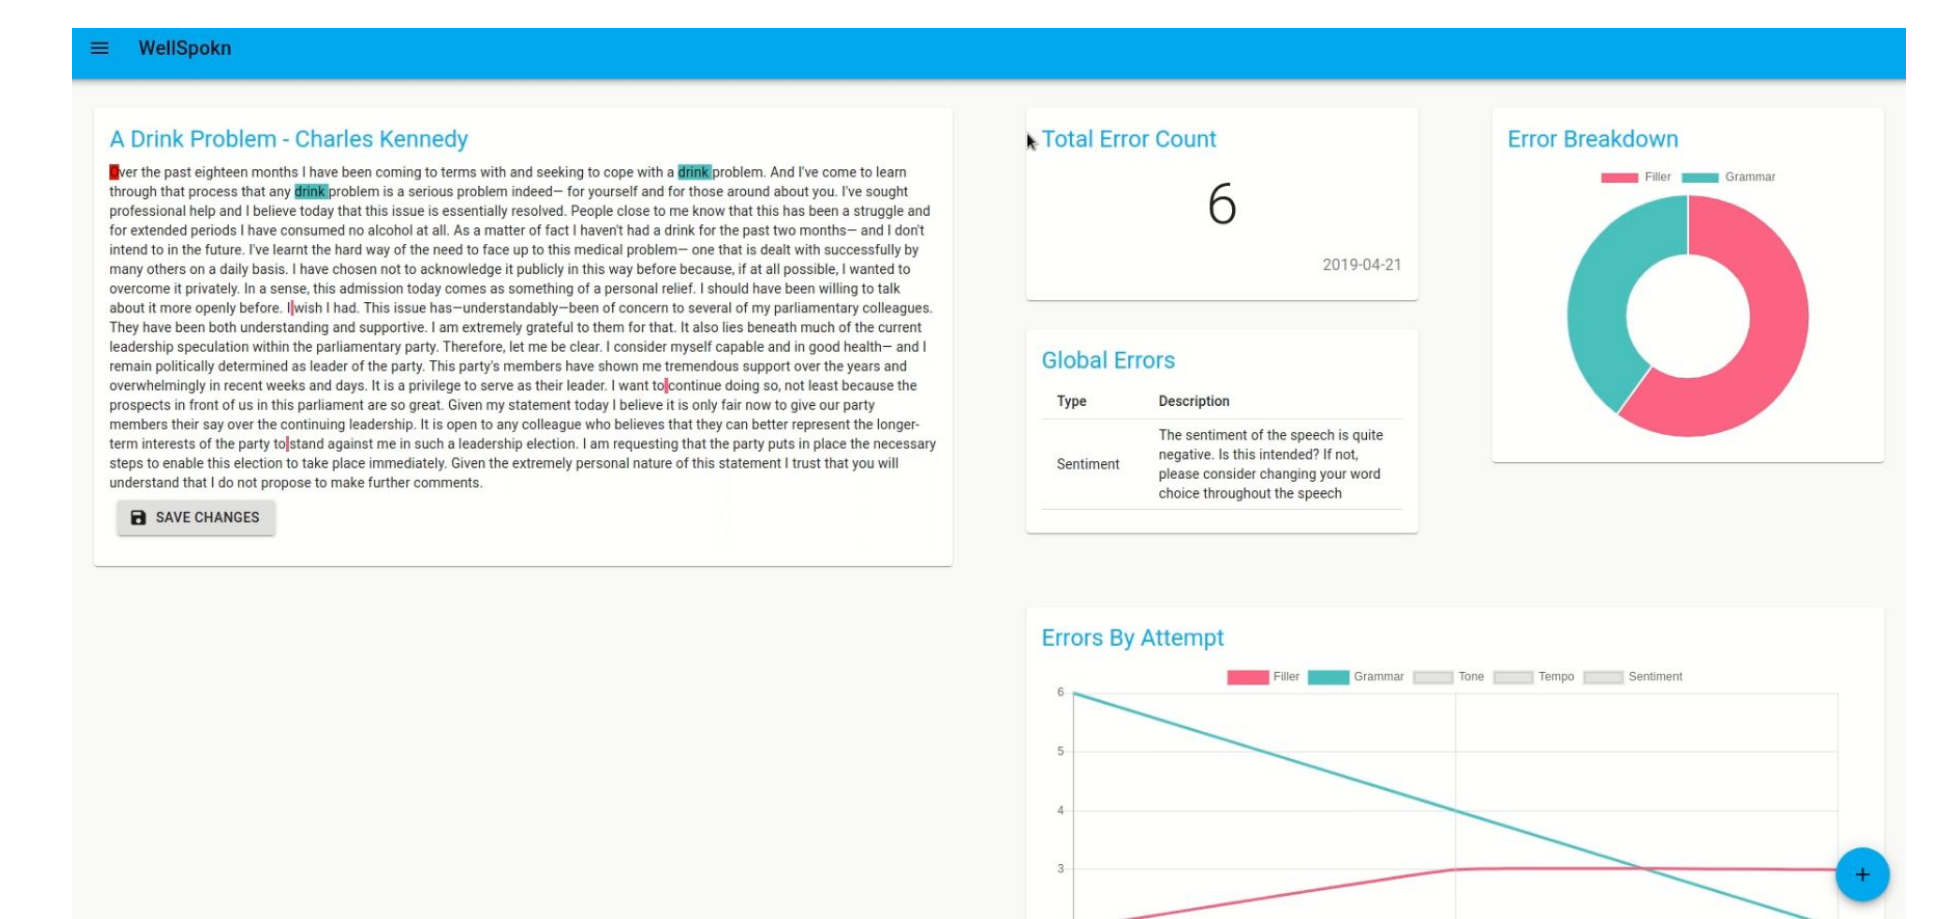 WellSpokn
A Drink Problem - Charles Kennedy
Over the past eighteen months I have been coming to terms with and seeking to cope with a drink problem. And I've come to learn
through that process that any drink problem is a serious problem indeed— for yourself and for those around about you. I've sought
professional help and I believe today that this issue is essentially resolved. People close to me know that this has been a struggle and
for extended periods I have consumed no alcohol at all. As a matter of fact I haven't had a drink for the past two months— and I don't
intend to in the future. I've learnt the hard way of the need to face up to this medical problem— one that is dealt with successfully by
many others on a daily basis. I have chosen not to acknowledge it publicly in this way before because, if at all possible, I wanted to
overcome it privately. In a sense, this admission today comes as something of a personal relief. I should have been willing to talk
about it more openly before. I wish I had. This issue has—understandably—been of concern to several of my parliamentary colleagues.
They have been both understanding and supportive. I am extremely grateful to them for that. It also lies beneath much of the current
leadership speculation within the parliamentary party. Therefore, let me be clear. I consider myself capable and in good health— and I
remain politically determined as leader of the party. This party's members have shown me tremendous support over the years and
overwhelmingly in recent weeks and days. It is a privilege to serve as their leader. I want to continue doing so, not least because the
prospects in front of us in this parliament are so great. Given my statement today I believe it is only fair now to give our party
members their say over the continuing leadership. It is open to any colleague who believes that they can better represent the longer-
term interests of the party to stand against me in such a leadership election. I am requesting that the party puts in place the necessary
steps to enable this election to take place immediately. Given the extremely personal nature of this statement I trust that you will
understand that I do not propose to make further comments.
SAVE CHANGES
Total Error Count
6
2019-04-21
Global Errors
Type Description
Sentiment
The sentiment of the speech is quite
negative. Is this intended? If not,
please consider changing your word
choice throughout the speech
Error Breakdown
Filler Grammar
Errors By Attempt
Filler Grammar Tone Tempo Sentiment
6
5
4
3
+